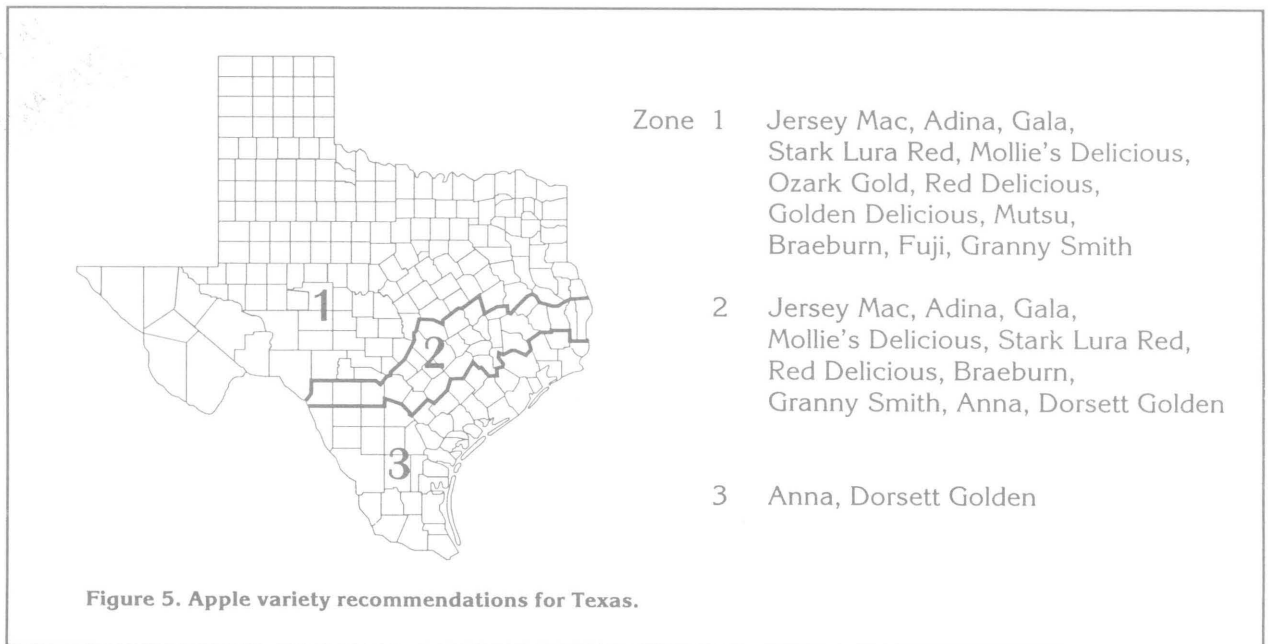 Zone 1 Jersey Mac, Adina, Gala,
Stark Lura Red, Mollie's Delicious,
Ozark Gold, Red Delicious,
Golden Delicious, Mutsu,
Braeburn, Fuji, Granny Smith
2 Jersey Mac, Adina, Gala,
Mollie's Delicious, Stark Lura Red,
Red Delicious, Braeburn,
Granny Smith, Anna, Dorsett Golden
3 Anna, Dorsett Golden
1
2
3
Figure 5. Apple variety recommendations for Texas.